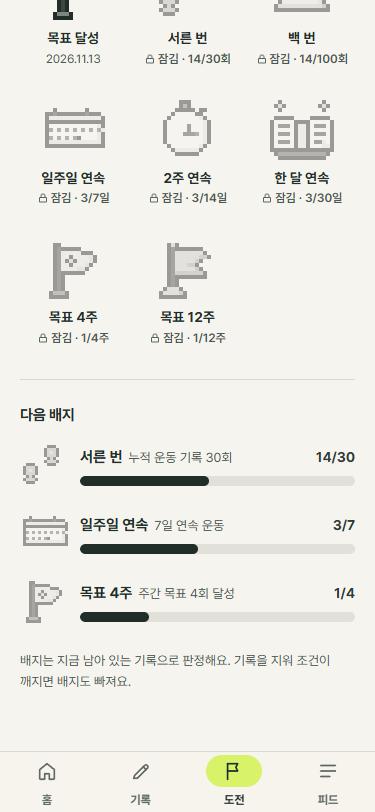 목표 달성
서른 번
백 번
2026.11.13
잠김 · 14/30회
잠김 · 14/100회
일주일 연속
2주 연속
한 달 연속
잠김 · 3/7일
잠김 · 3/14일
잠김 · 3/30일
목표 4주
목표 12주
잠김 · 1/4주
잠김 · 1/12주
다음 배지
서른 번 누적 운동 기록 30회 14/30
일주일 연속 7일 연속 운동 3/7
목표 4주 주간 목표 4회 달성 1/4
배지는 지금 남아 있는 기록으로 판정해요. 기록을 지워 조건이
깨지면 배지도 빠져요.
홈
기록
도전
피드